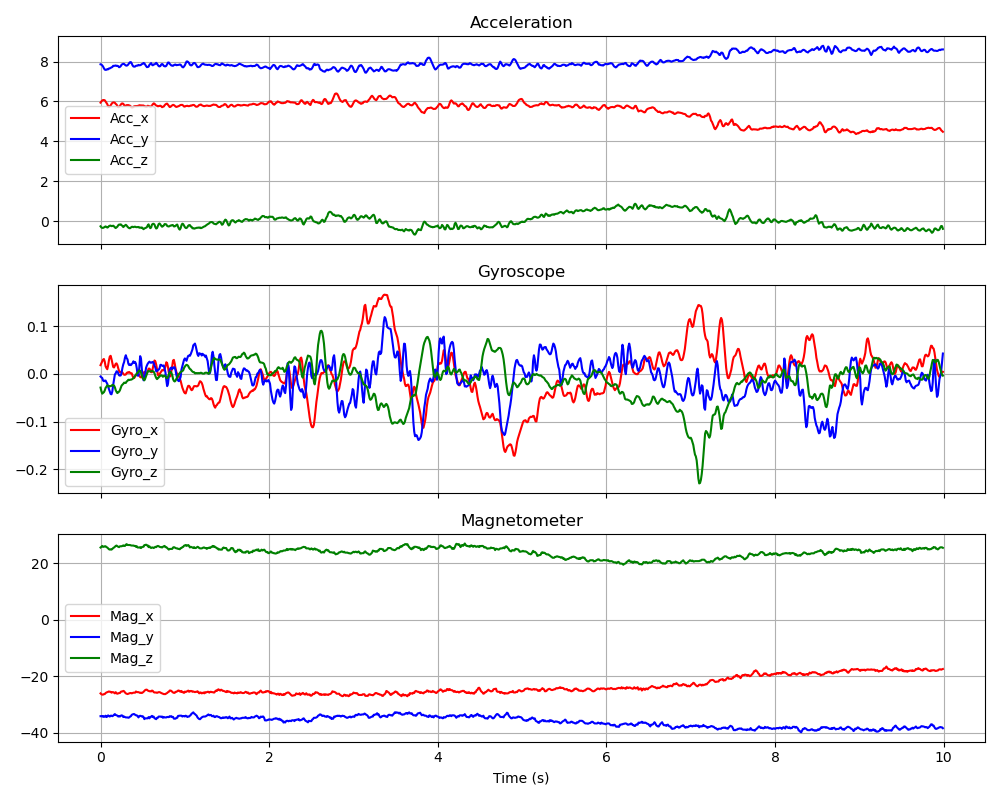 Acceleration
8
6
4
2
0
Acc_x
Acc_y
Acc_z
Gyroscope
0.1
0.0
−0.1
−0.2
Gyro_x
Gyro_y
Gyro_z
Magnetometer
20
0
−20
−40
Mag_x
Mag_y
Mag_z
0 2 4 6 8 10
Time (s)